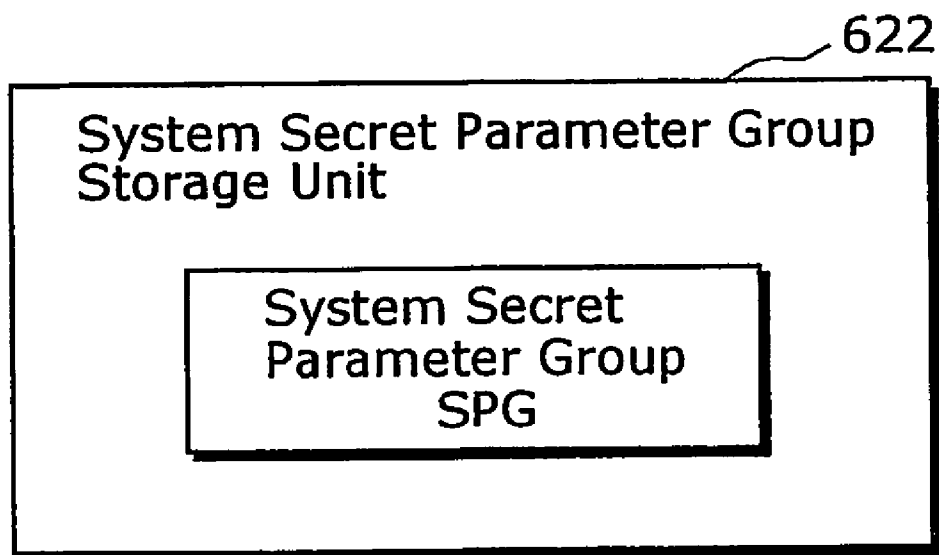 622
System Secret Parameter Group
Storage Unit
System Secret
Parameter Group
SPG